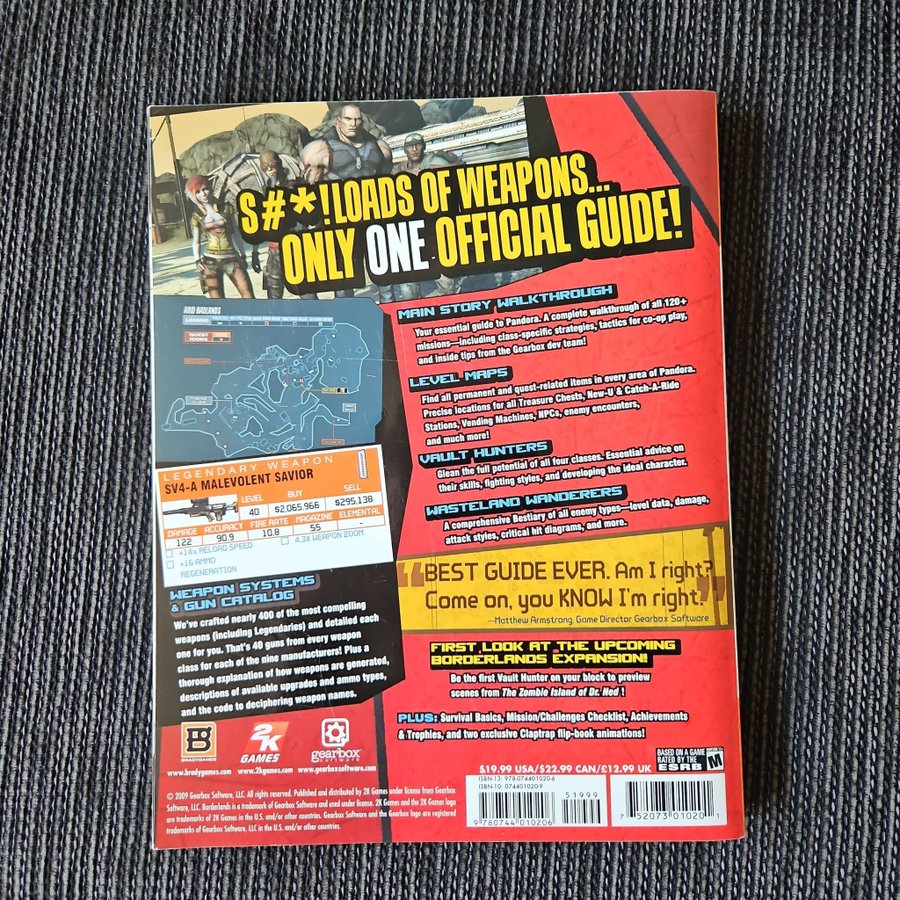 S#*!LOADS OF WEAPONS...
ONLY ONE OFFICIAL GUIDE!
ARID BADLANDS
LEGEND
MAIN STORY WALKTHROUGH
Your essential guide to Pandora. A complete walkthrough of all 120+
missions—including class-specific strategies, tactics for co-op play,
and inside tips from the Gearbox dev team!
LEVEL MAPS
Find all permanent and quest-related items in every area of Pandora.
Precise locations for all Treasure Chests, New-U & Catch-A-Ride
Stations, Vending Machines, NPCs, enemy encounters,
and much more!
VAULT HUNTERS
Glean the full potential of all four classes. Essential advice on
their skills, fighting styles, and developing the ideal character.
WASTELAND WANDERERS
A comprehensive Bestiary of all enemy types—level data, damage,
attack styles, critical hit diagrams, and more.
LEGENDARY WEAPON
SV4-A MALEVOLENT SAVIOR
LEVEL BUY SELL
40 $2,065,966 $295,138
DAMAGE ACCURACY FIRE RATE MAGAZINE ELEMENTAL
122 90.9 10.8 55 -
+14% RELOAD SPEED 4.3X WEAPON ZOOM
+16 AMMO
REGENERATION
WEAPON SYSTEMS
& GUN CATALOG
We've crafted nearly 400 of the most compelling
weapons (including Legendaries) and detailed each
one for you. That's 40 guns from every weapon
class for each of the nine manufacturers! Plus a
thorough explanation of how weapons are generated,
descriptions of available upgrades and ammo types,
and the code to deciphering weapon names.
"BEST GUIDE EVER. Am I right?
Come on, you KNOW I'm right."
—Matthew Armstrong, Game Director Gearbox Software
FIRST LOOK AT THE UPCOMING
BORDERLANDS EXPANSION!
Be the first Vault Hunter on your block to preview
scenes from The Zombie Island of Dr. Ned!
PLUS: Survival Basics, Mission/Challenges Checklist, Achievements
& Trophies, and two exclusive Claptrap flip-book animations!
B
BRADYGAMES
www.bradygames.com
2K
GAMES
www.2kgames.com
gearbox
software
www.gearboxsoftware.com
$19.99 USA/$22.99 CAN/£12.99 UK
BASED ON A GAME
RATED BY THE
ESRB
M
© 2009 Gearbox Software, LLC. All rights reserved. Published and distributed by 2K Games under license from Gearbox
Software, LLC. Borderlands is a trademark of Gearbox Software and used under license. 2K Games and the 2K Games logo
are trademarks in the U.S. and/or other countries. Gearbox Software and the Gearbox logo are registered
trademarks of Gearbox Software, LLC in the U.S. and/or other countries.
ISBN-13: 978-074401020-6
ISBN-10: 074401020-9
51999
9 780744 010206
7 52073 01020 1